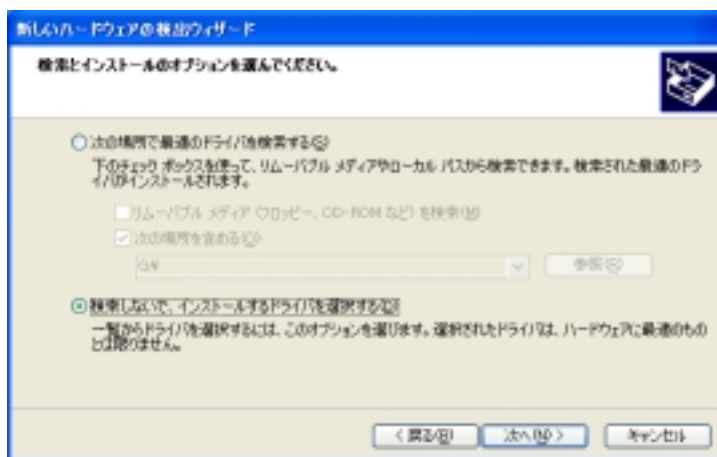 新しいハードウェアの検出ウィザード
検索とインストールのオプションを選んでください。
次の場所で最適のドライバを検索する(S)
下のチェック ボックスを使って、リムーバブル メディアやローカル パスから検索できます。検索された最適のドラ
イバがインストールされます。
リムーバブル メディア (フロッピー、CD-ROM など) を検索(M)
次の場所を含める(O)
G:¥
参照(R)
検索しないで、インストールするドライバを選択する(D)
一覧からドライバを選択するには、このオプションを選びます。選択されたドライバは、ハードウェアに最適のもの
とは限りません。
< 戻る(B)
次へ(N) >
キャンセル